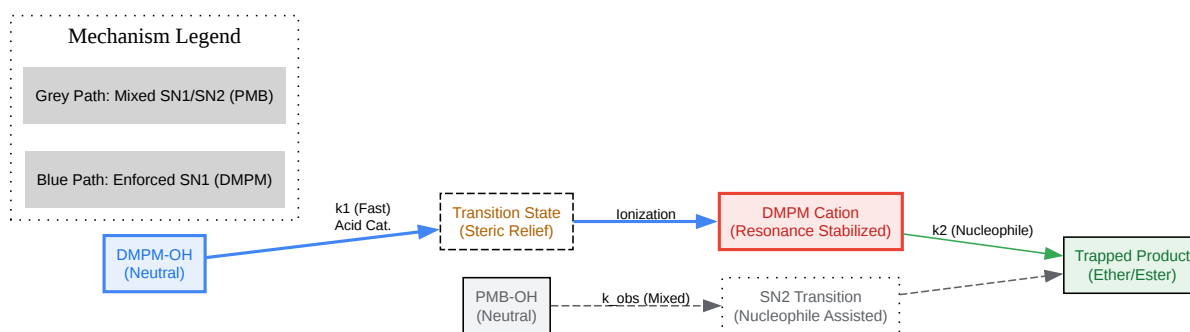 Mechanism Legend
Grey Path: Mixed SN1/SN2 (PMB)
Blue Path: Enforced SN1 (DMPM)
DMPM-OH
(Neutral)
k1 (Fast)
Acid Cat.
Transition State
(Steric Relief)
Ionization
DMPM Cation
(Resonance Stabilized)
k2 (Nucleophile)
Trapped Product
(Ether/Ester)
PMB-OH
(Neutral)
k_obs (Mixed)
SN2 Transition
(Nucleophile Assisted)